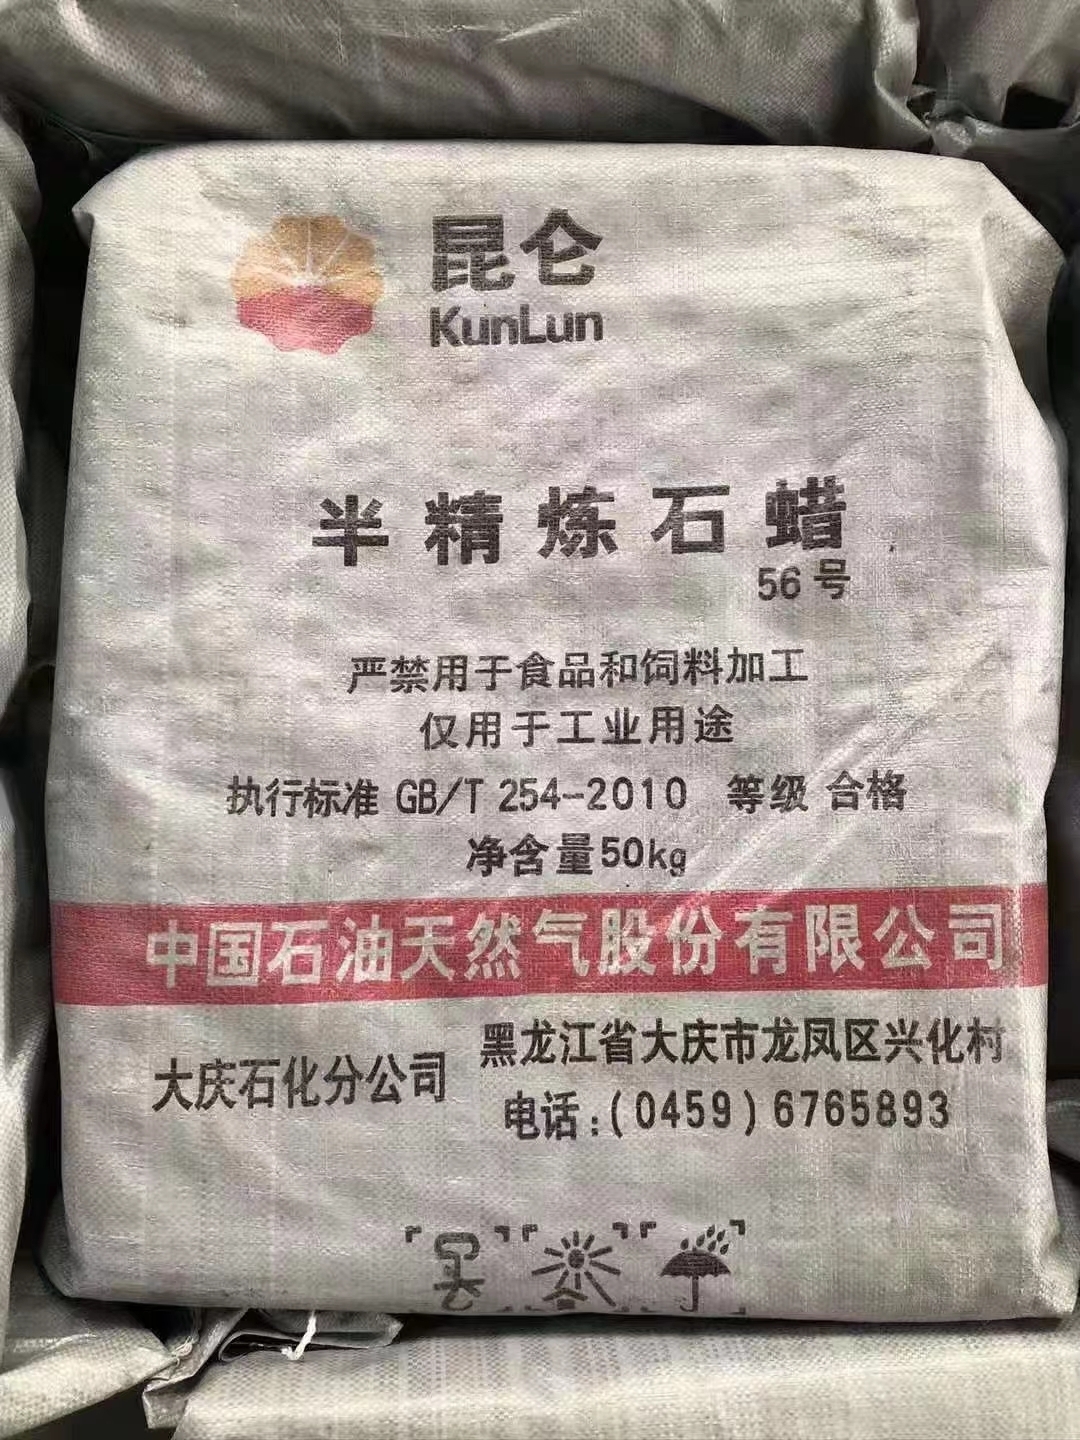 昆仑
KunLun
半精炼石蜡
56号
严禁用于食品和饲料加工
仅用于工业用途
执行标准 GB/T 254-2010 等级 合格
净含量50kg
中国石油天然气股份有限公司
大庆石化分公司
黑龙江省大庆市龙凤区兴化村
电话:(0459)6765893